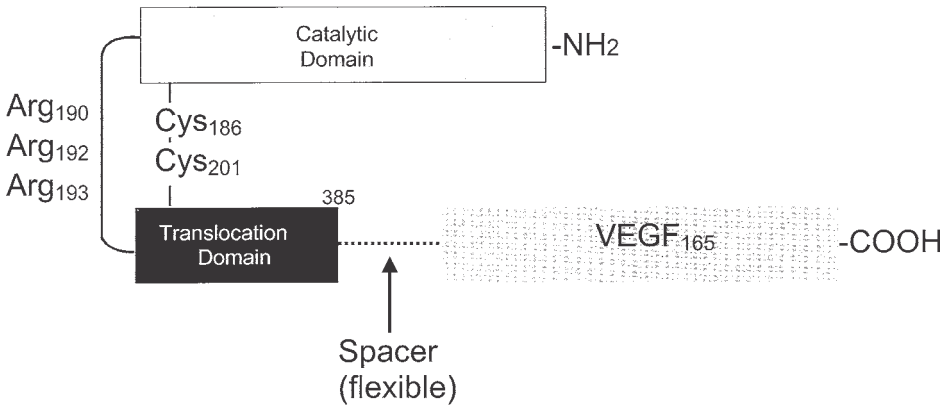 Catalytic
Domain
-NH2
Arg190
Arg192
Arg193
Cys186
Cys201
385
Translocation
Domain
VEGF165
-COOH
Spacer
(flexible)